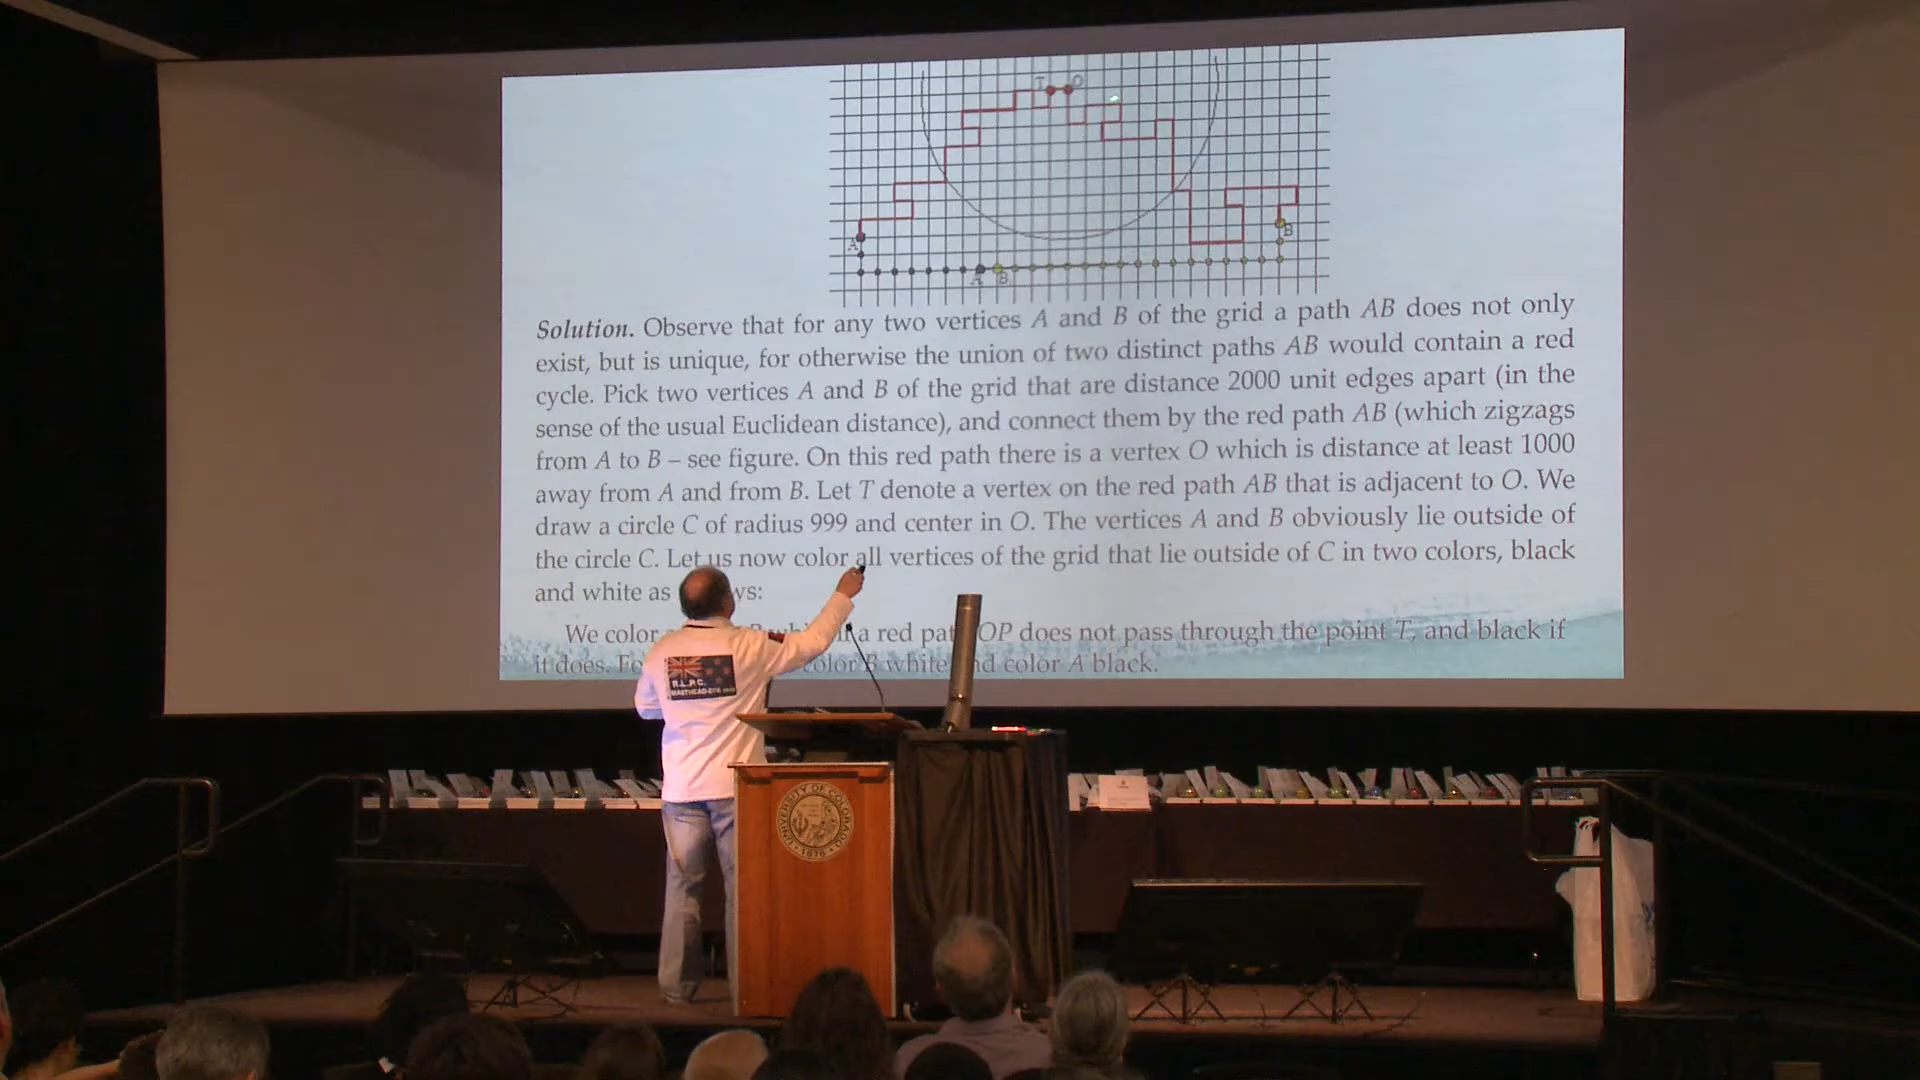 T O
A
B
A B
Solution. Observe that for any two vertices A and B of the grid a path AB does not only
exist, but is unique, for otherwise the union of two distinct paths AB would contain a red
cycle. Pick two vertices A and B of the grid that are distance 2000 unit edges apart (in the
sense of the usual Euclidean distance), and connect them by the red path AB (which zigzags
from A to B – see figure. On this red path there is a vertex O which is distance at least 1000
away from A and from B. Let T denote a vertex on the red path AB that is adjacent to O. We
draw a circle C of radius 999 and center in O. The vertices A and B obviously lie outside of
the circle C. Let us now color all vertices of the grid that lie outside of C in two colors, black
and white as ws:
We color a red pat OP does not pass through the point T, and black if
it does. Fo color B white nd color A black.
R.L.P.C.
UNIVERSITY OF COLORADO
1876